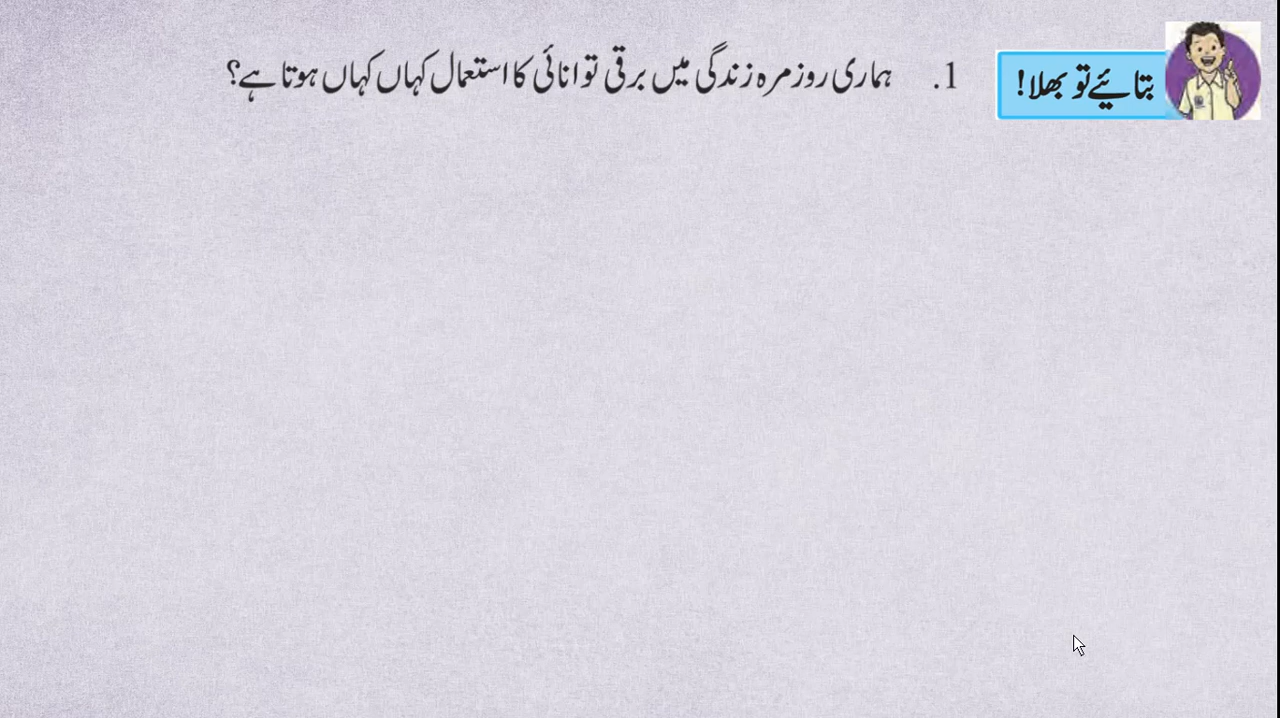 بتائیے تو بھلا!
1. ہماری روزمرہ زندگی میں برقی توانائی کا استعمال کہاں کہاں ہوتا ہے؟